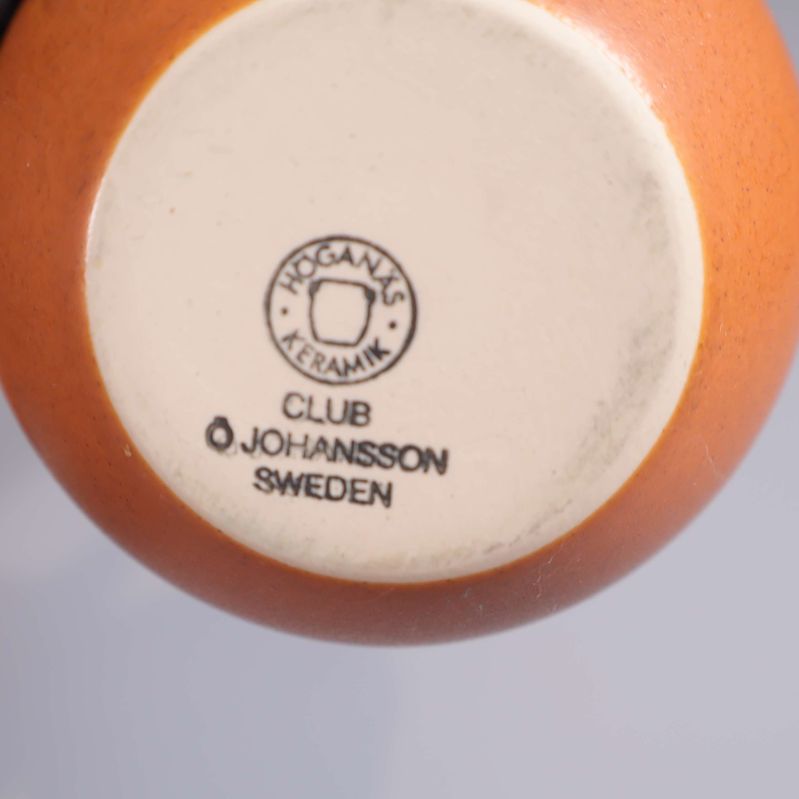 HÖGANÄS
KERAMIK
CLUB
Ö JOHANSSON
SWEDEN